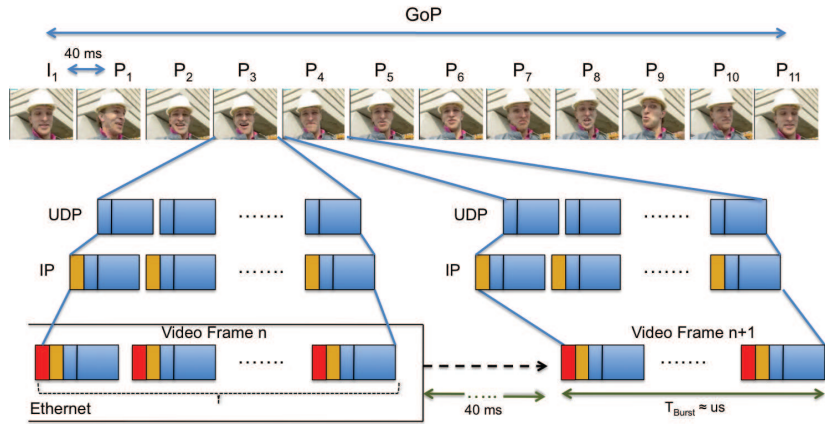 GoP
40 ms
I1 P1 P2 P3 P4 P5 P6 P7 P8 P9 P10 P11
UDP ....... UDP .......
IP ....... IP .......
Video Frame n Video Frame n+1
....... .......
Ethernet
.....
40 ms
TBurst ≈ us